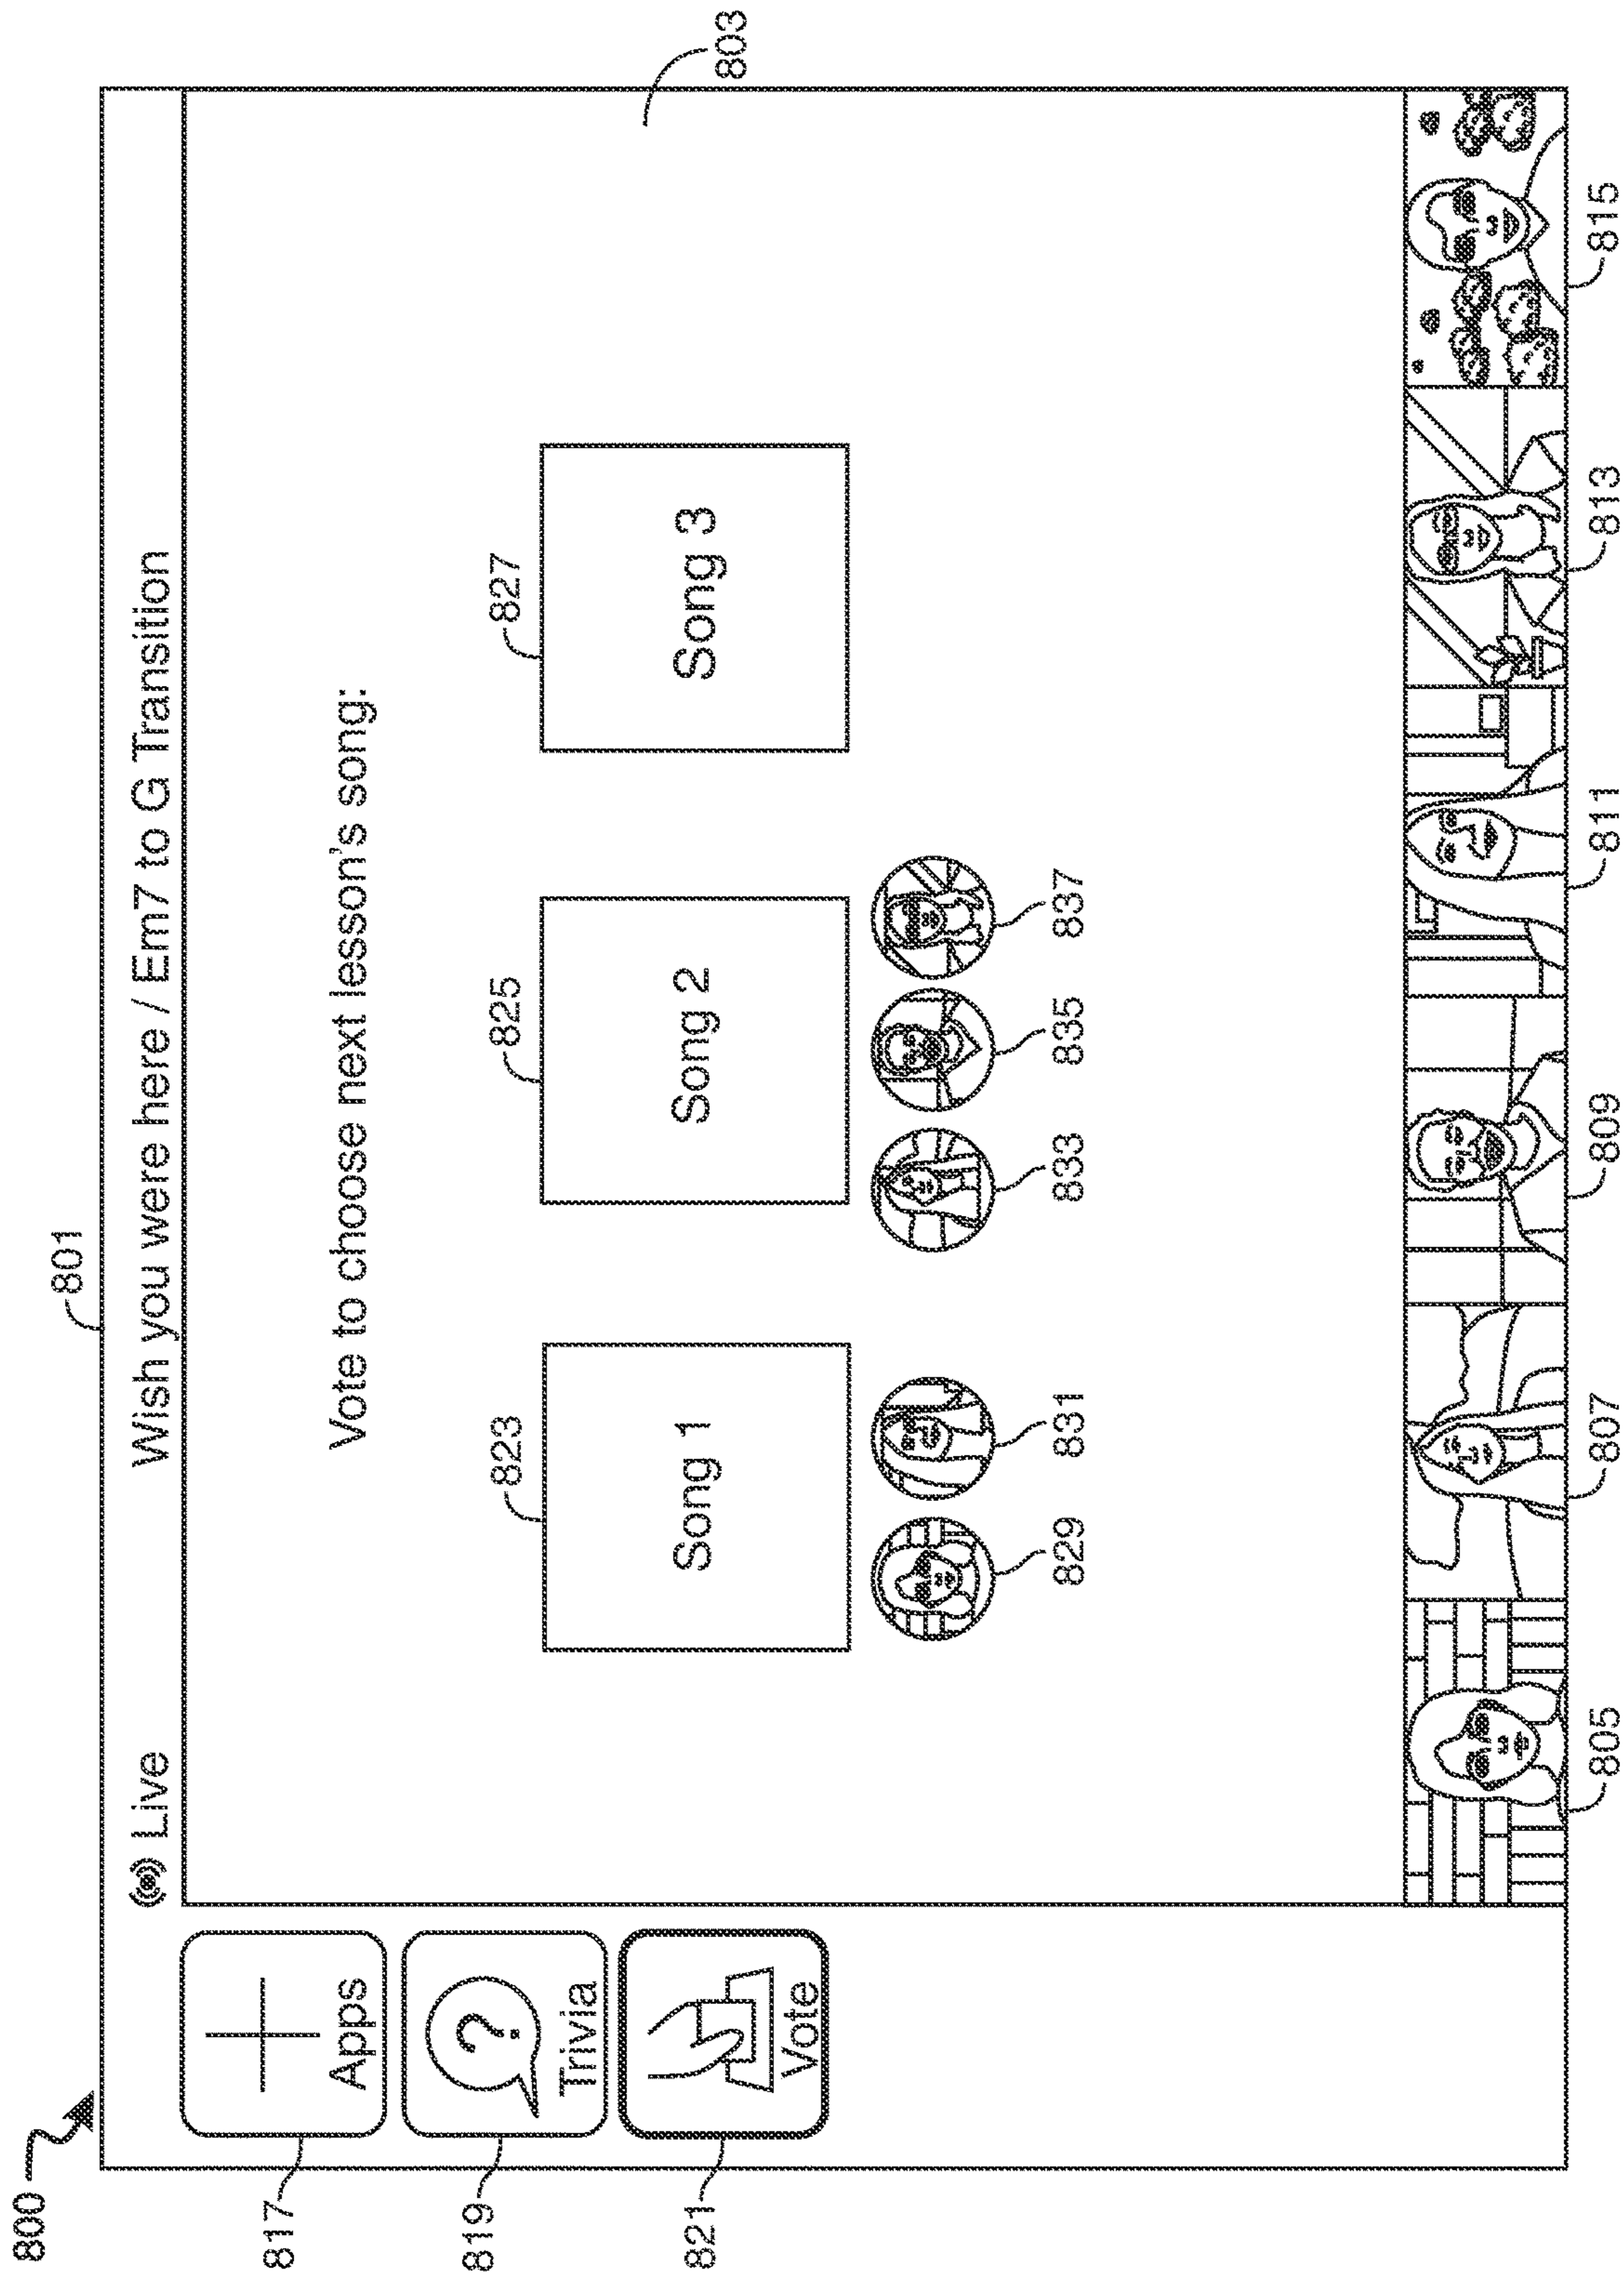 800
801
Live
Wish you were here / Em7 to G Transition
803
817
Apps
819
Trivia
821
Vote
Vote to choose next lesson's song:
823
825
827
Song 1
Song 2
Song 3
829
831
833
835
837
805
807
809
811
813
815